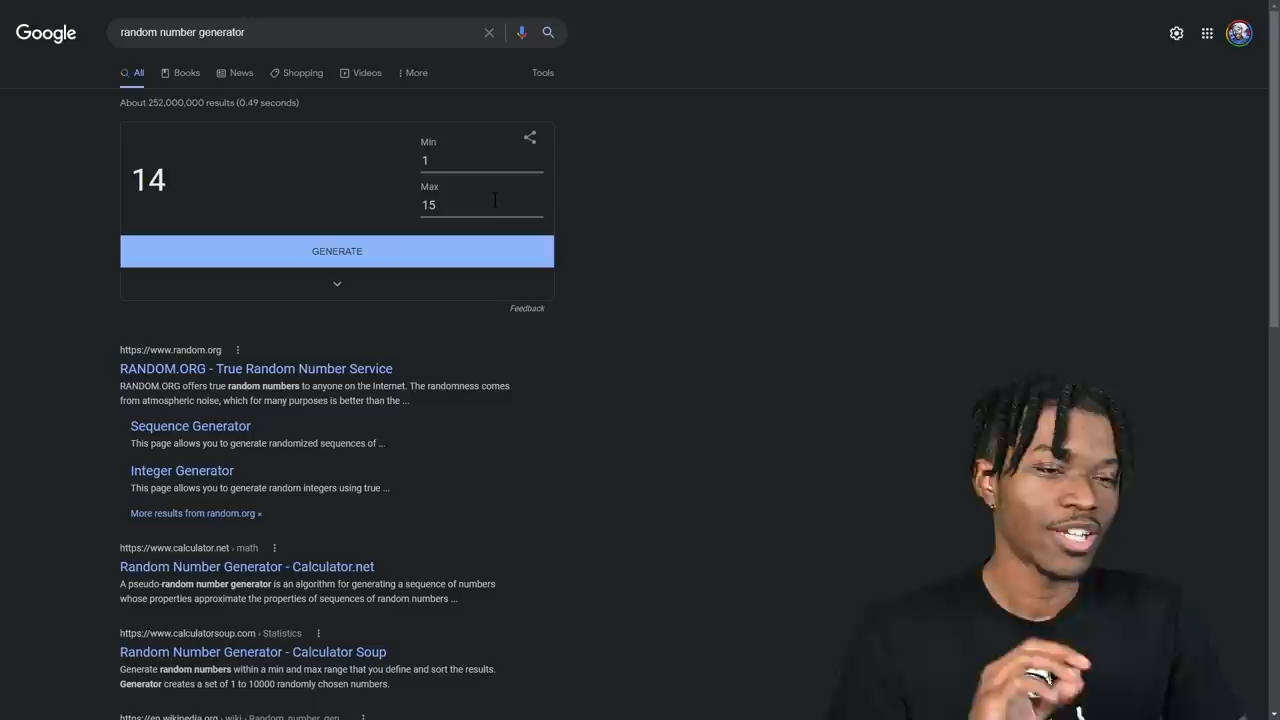 Google
random number generator
All
Books
News
Shopping
Videos
More
Tools
About 252,000,000 results (0.49 seconds)
14
Min
1
Max
15
GENERATE
Feedback
https://www.random.org
RANDOM.ORG - True Random Number Service
RANDOM.ORG offers true random numbers to anyone on the Internet. The randomness comes
from atmospheric noise, which for many purposes is better than the ...
Sequence Generator
This page allows you to generate randomized sequences of ...
Integer Generator
This page allows you to generate random integers using true ...
More results from random.org »
https://www.calculator.net › math
Random Number Generator - Calculator.net
A pseudo-random number generator is an algorithm for generating a sequence of numbers
whose properties approximate the properties of sequences of random numbers ...
https://www.calculatorsoup.com › Statistics
Random Number Generator - Calculator Soup
Generate random numbers within a min and max range that you define and sort the results.
Generator creates a set of 1 to 10000 randomly chosen numbers.
https://en.wikipedia.org › wiki › Random_number_gen...